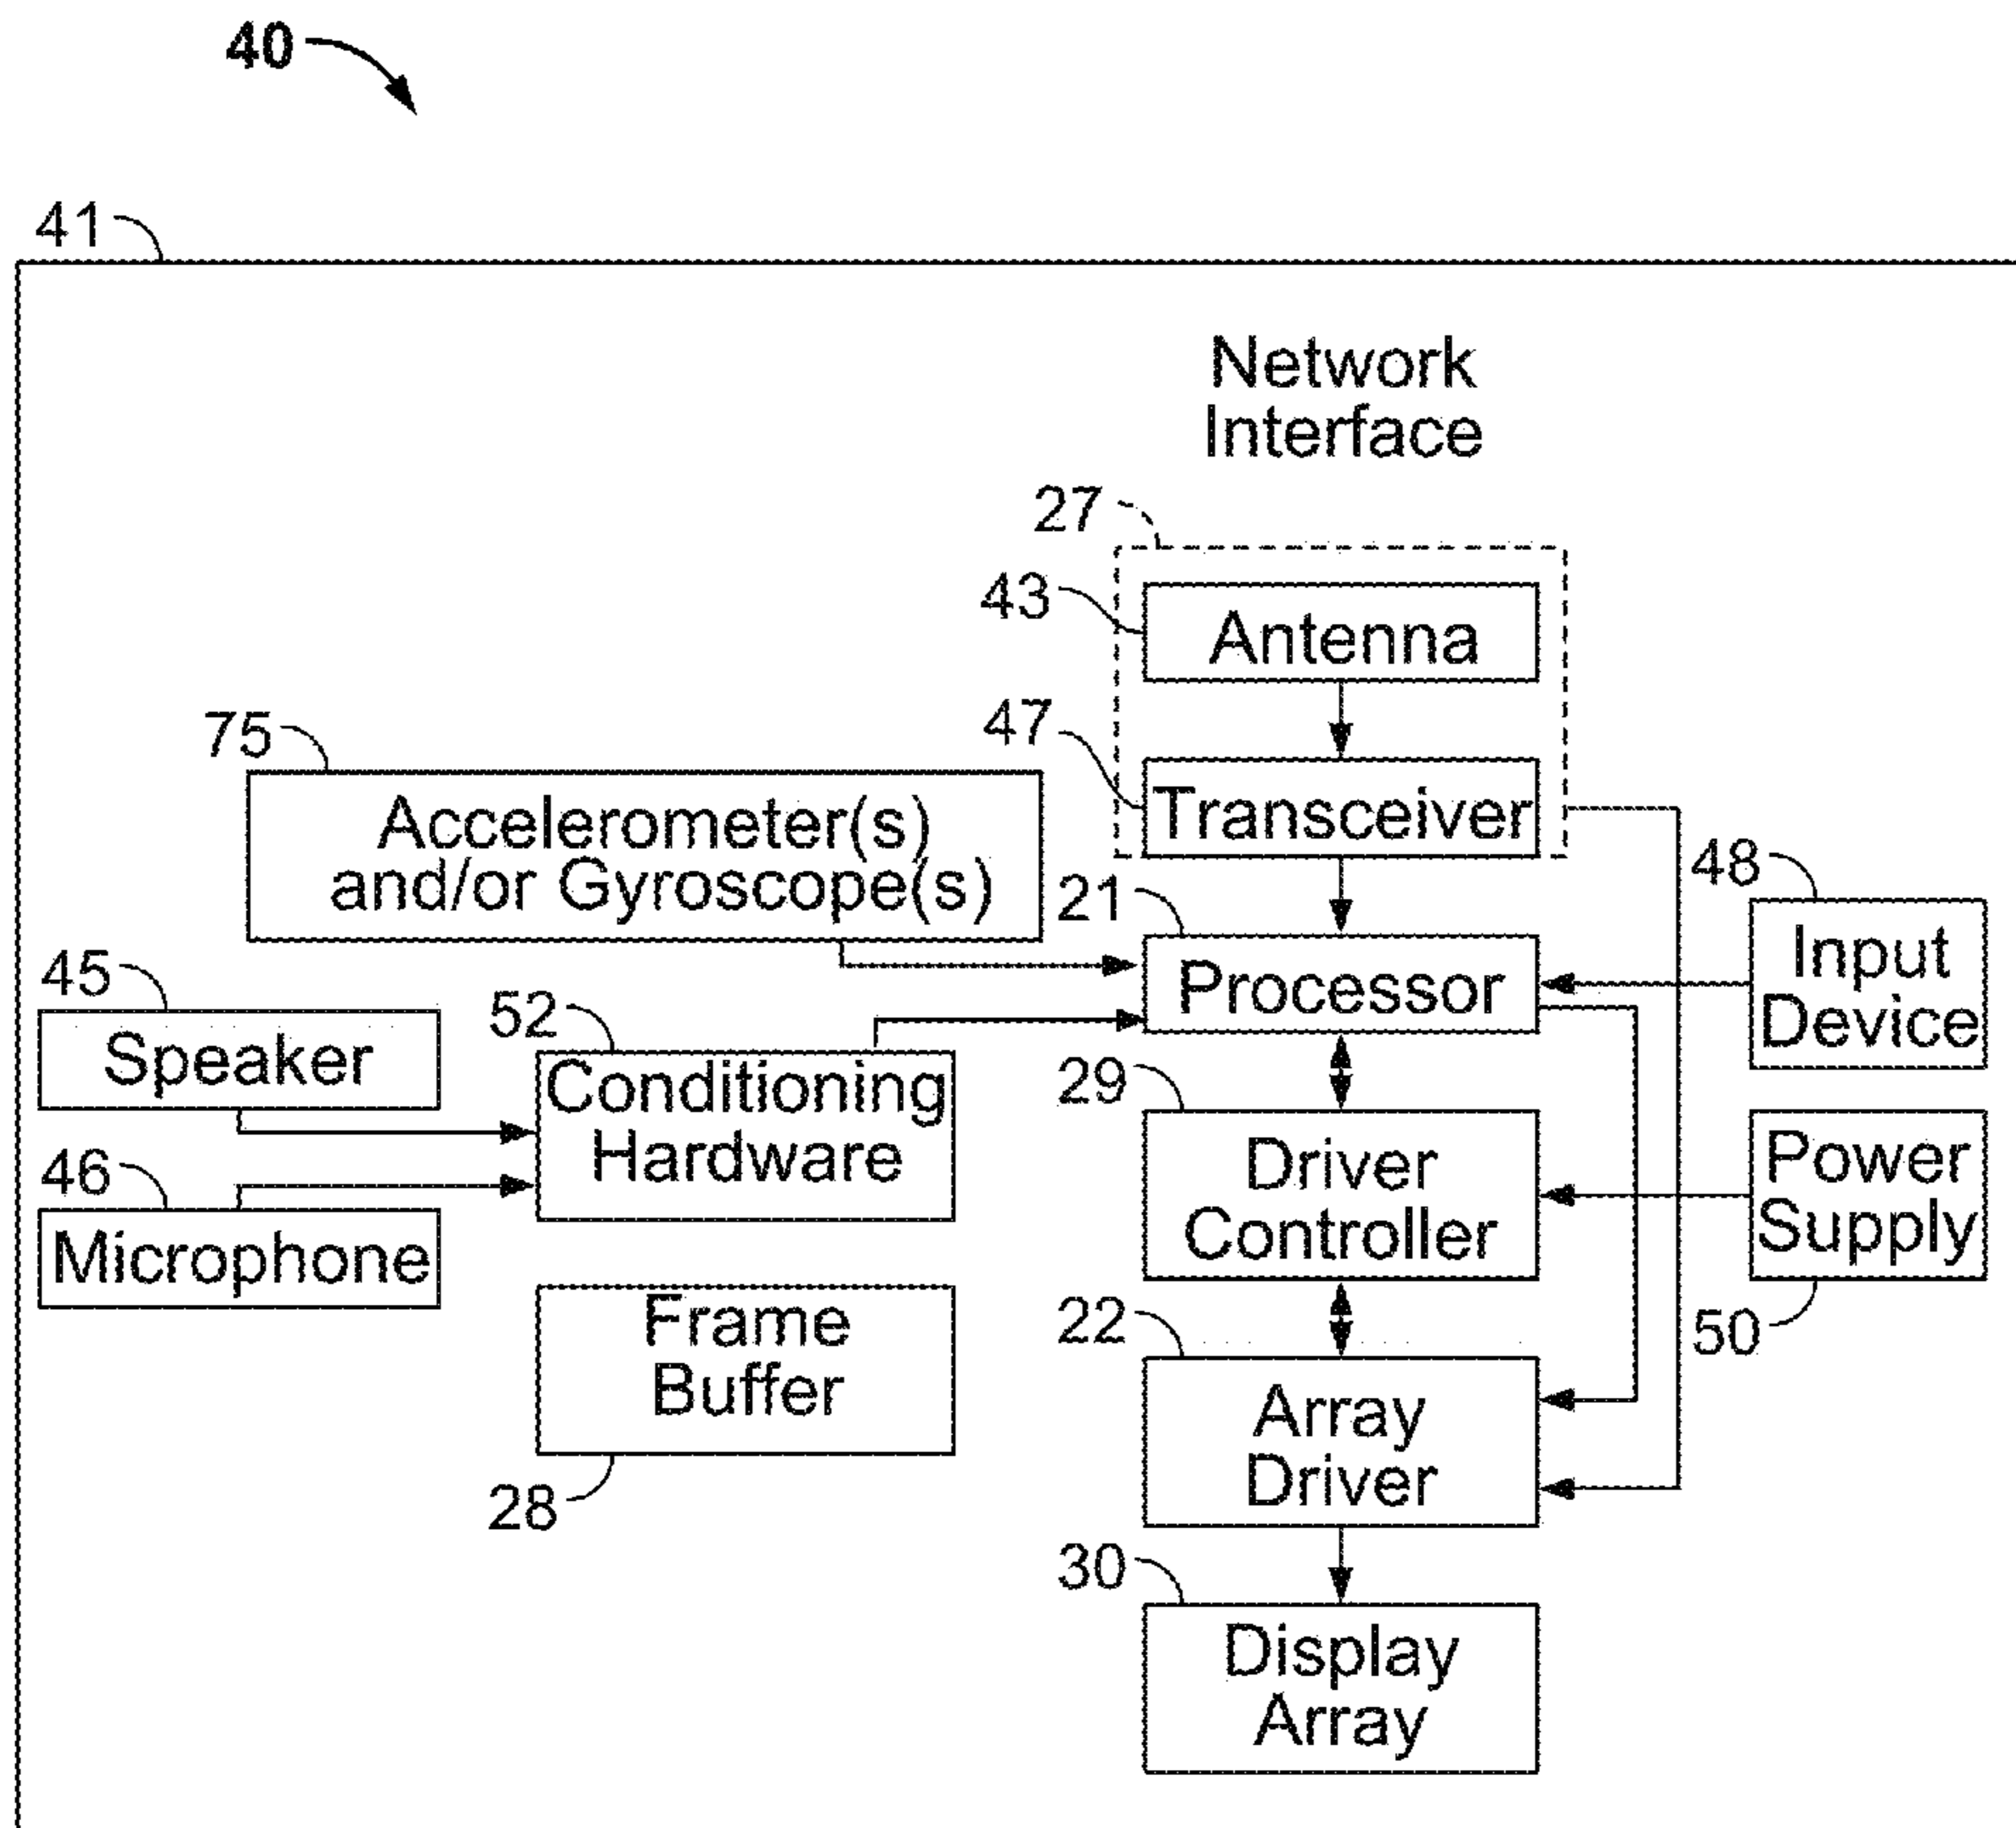 40
41
Network
Interface
27
43
Antenna
47
Transceiver
75
Accelerometer(s)
and/or Gyroscope(s)
21
Processor
48
Input
Device
45
Speaker
52
Conditioning
Hardware
29
Driver
Controller
Power
Supply
50
46
Microphone
Frame
Buffer
28
22
Array
Driver
30
Display
Array